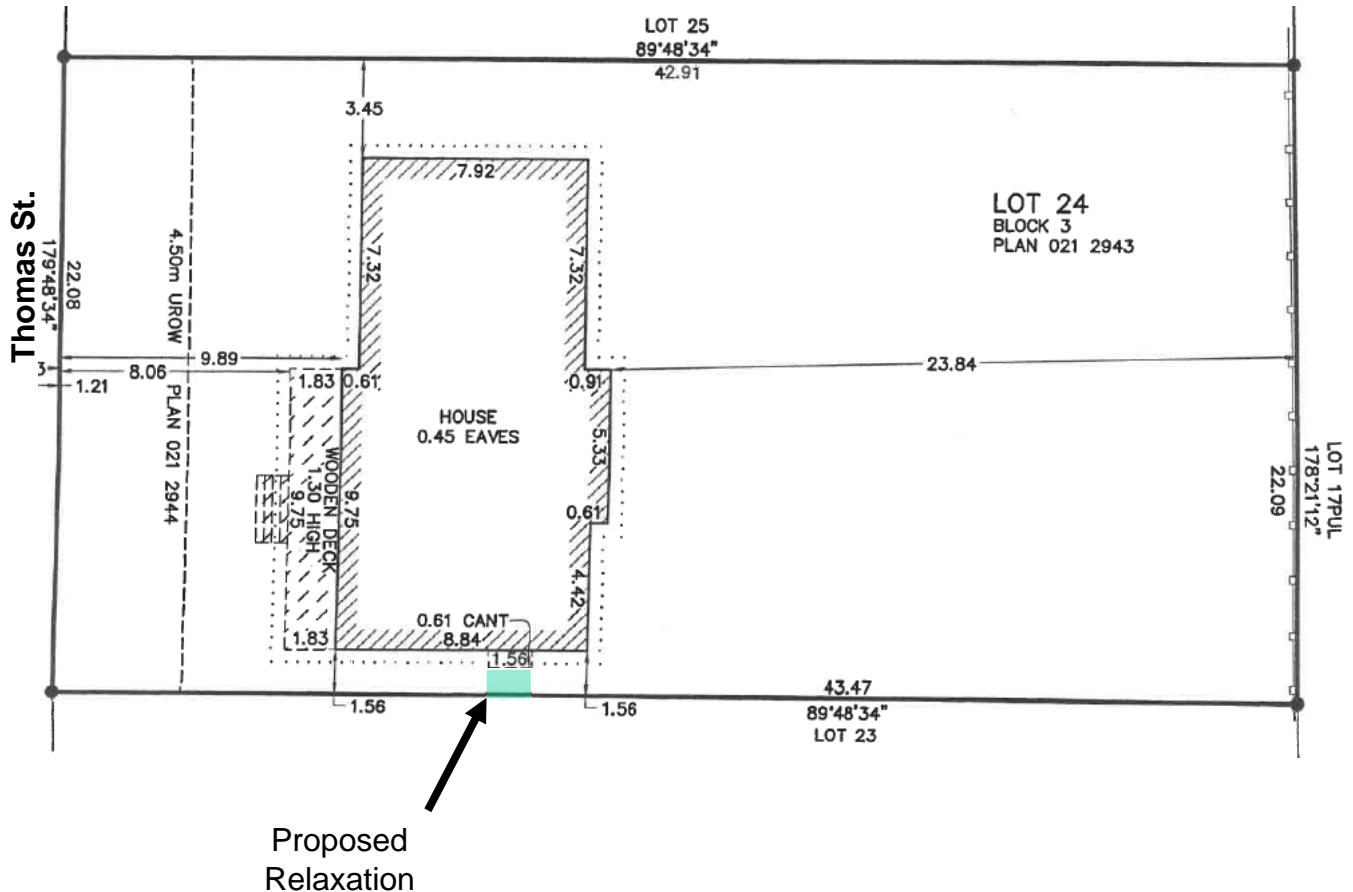 LOT 25
89°48'34"
42.91
3.45
7.92
LOT 24
BLOCK 3
PLAN 021 2943
Thomas St.
179°48'34"
22.08
4.50m UROW PLAN 021 2944
7.32
7.32
9.89
8.06
1.21
1.83
0.61
0.91
23.84
HOUSE
0.45 EAVES
5.33
WOODEN DECK
1.30 HIGH
9.75
9.75
0.61
4.42
LOT 17PUL
178°21'12"
22.09
0.61 CANT
8.84
1.83
1.56
1.56
1.56
43.47
89°48'34"
LOT 23
Proposed
Relaxation